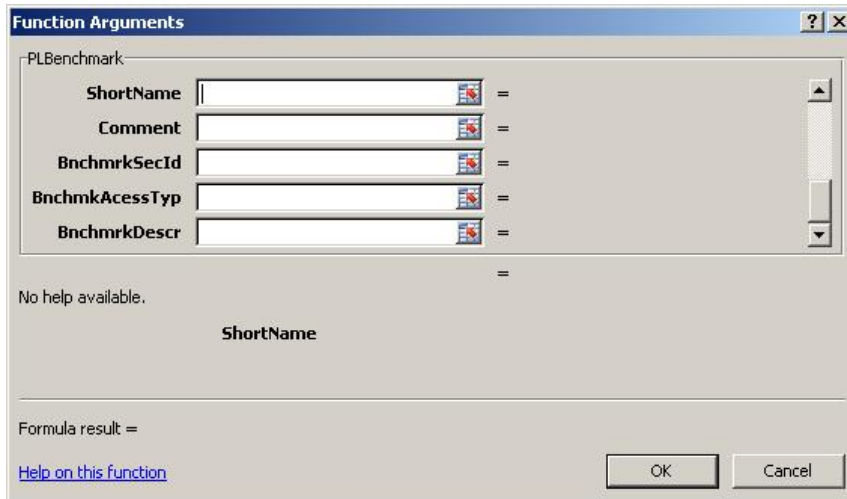 Function Arguments
PLBenchmark
ShortName =
Comment =
BnchmrkSecId =
BnchmkAcessTyp =
BnchmrkDescr =
=
No help available.
ShortName
Formula result =
Help on this function OK Cancel